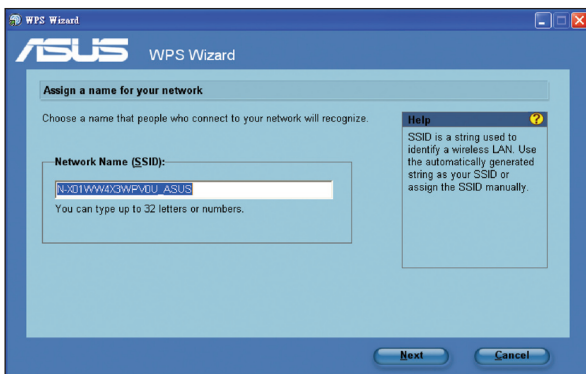 WPS Wizard
ASUS WPS Wizard
Assign a name for your network
Choose a name that people who connect to your network will recognize.
Network Name (SSID):
N-X01WW4X3WPV0U_ASUS
You can type up to 32 letters or numbers.
Help ?
SSID is a string used to
identify a wireless LAN. Use
the automatically generated
string as your SSID or
assign the SSID manually.
Next Cancel